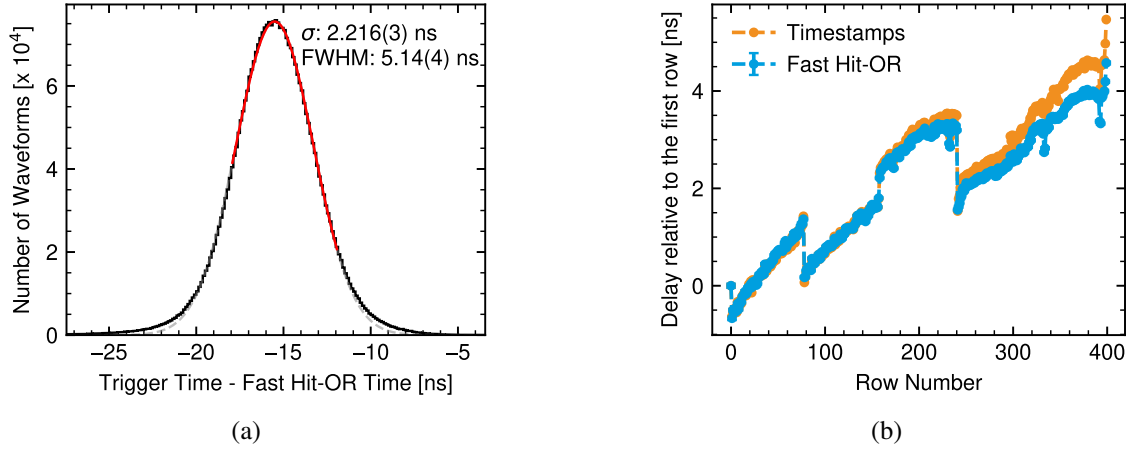 Number of Waveforms [x 10⁴]
8
6
4
2
0
σ: 2.216(3) ns
FWHM: 5.14(4) ns
−25
−20
−15
−10
−5
Trigger Time - Fast Hit-OR Time [ns]
(a)
Delay relative to the first row [ns]
4
2
0
Timestamps
Fast Hit-OR
0
100
200
300
400
Row Number
(b)